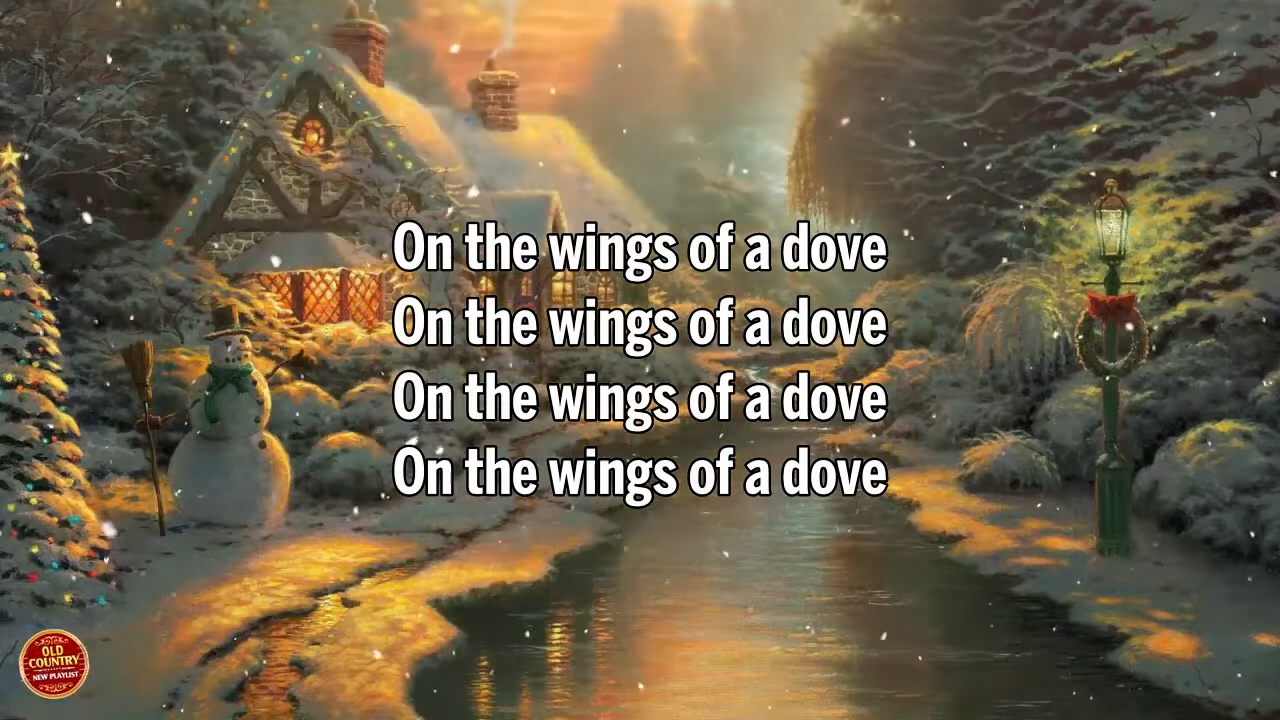 On the wings of a dove
On the wings of a dove
On the wings of a dove
On the wings of a dove
OLD
COUNTRY
NEW PLAYLIST